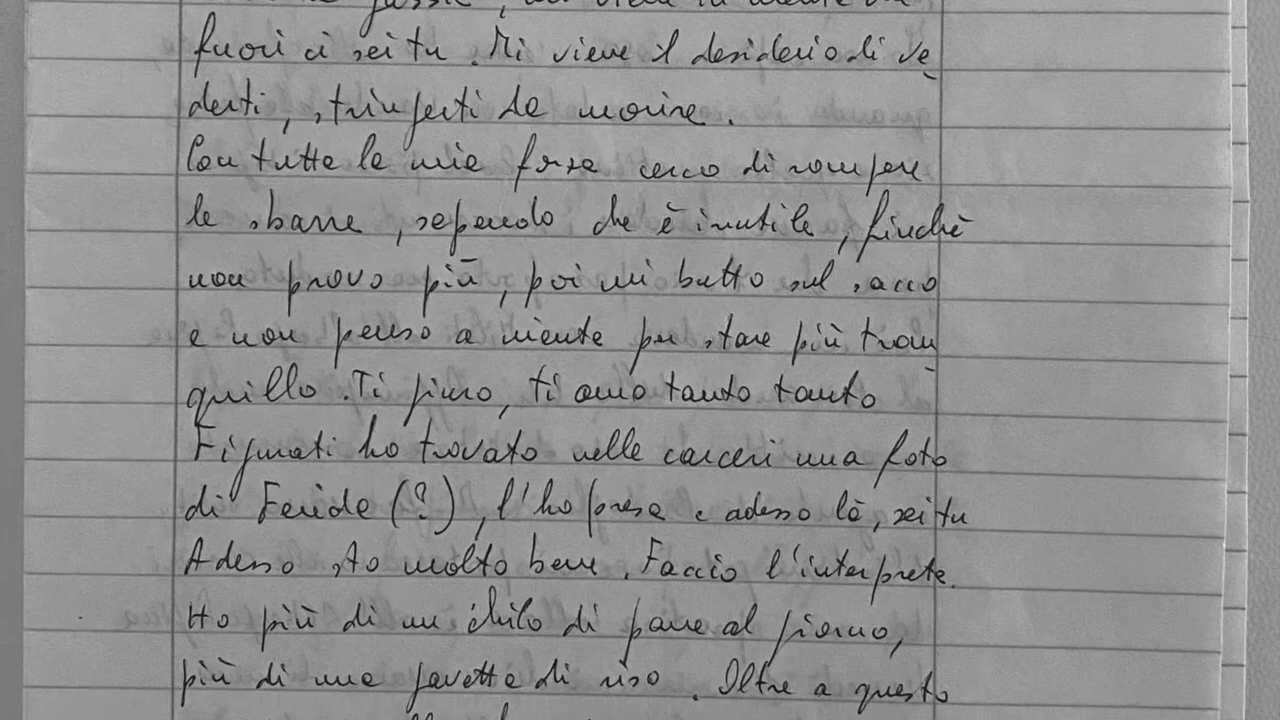 fuori ci sei tu. Mi viene il desiderio di ve
derti, stringerti da morire.
Con tutte le mie forze cerco di rompere
le sbarre, sapendo che è inutile, finchè
non provo più, poi mi butto sul sacco
e non penso a niente per stare più tran
quillo. Ti giuro, ti amo tanto tanto
Figurati ho trovato nelle carceri una foto
di Feride (?), l'ho presa e adesso là, sei tu
Adesso sto molto bene. Faccio l'interprete.
Ho più di un chilo di pane al giorno,
più di una gavetta di riso. Oltre a questo